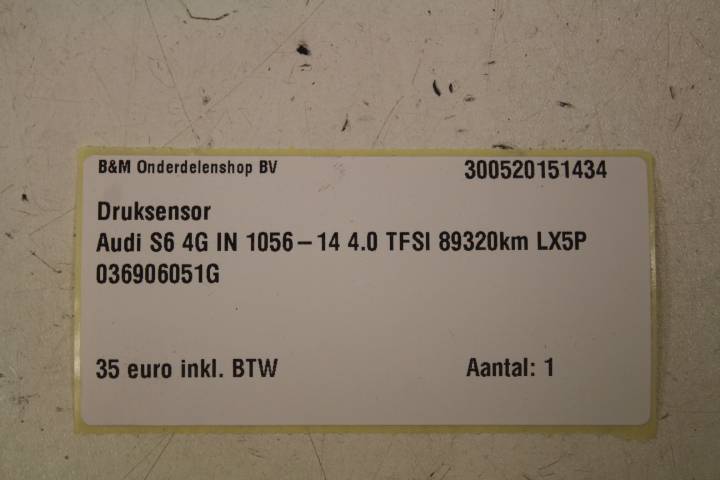 B&M Onderdelenshop BV 300520151434
Druksensor
Audi S6 4G IN 1056-14 4.0 TFSI 89320km LX5P
036906051G
35 euro inkl. BTW Aantal: 1